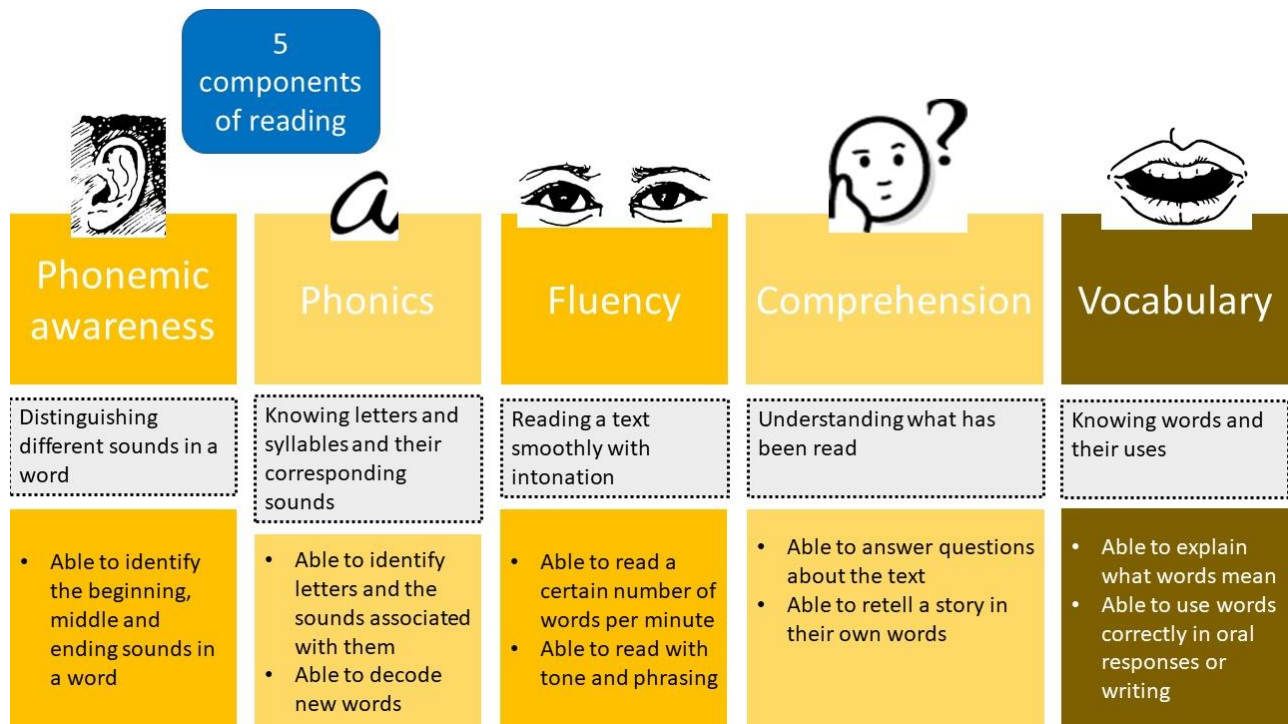 5
components
of reading
Phonemic
awareness
Distinguishing
different sounds in a
word
• Able to identify
the beginning,
middle and
ending sounds in
a word
a
Phonics
Knowing letters and
syllables and their
corresponding
sounds
• Able to identify
letters and the
sounds associated
with them
• Able to decode
new words
Fluency
Reading a text
smoothly with
intonation
• Able to read a
certain number of
words per minute
• Able to read with
tone and phrasing
?
Comprehension
Understanding what has
been read
• Able to answer questions
about the text
• Able to retell a story in
their own words
Vocabulary
Knowing words and
their uses
• Able to explain
what words mean
• Able to use words
correctly in oral
responses or
writing